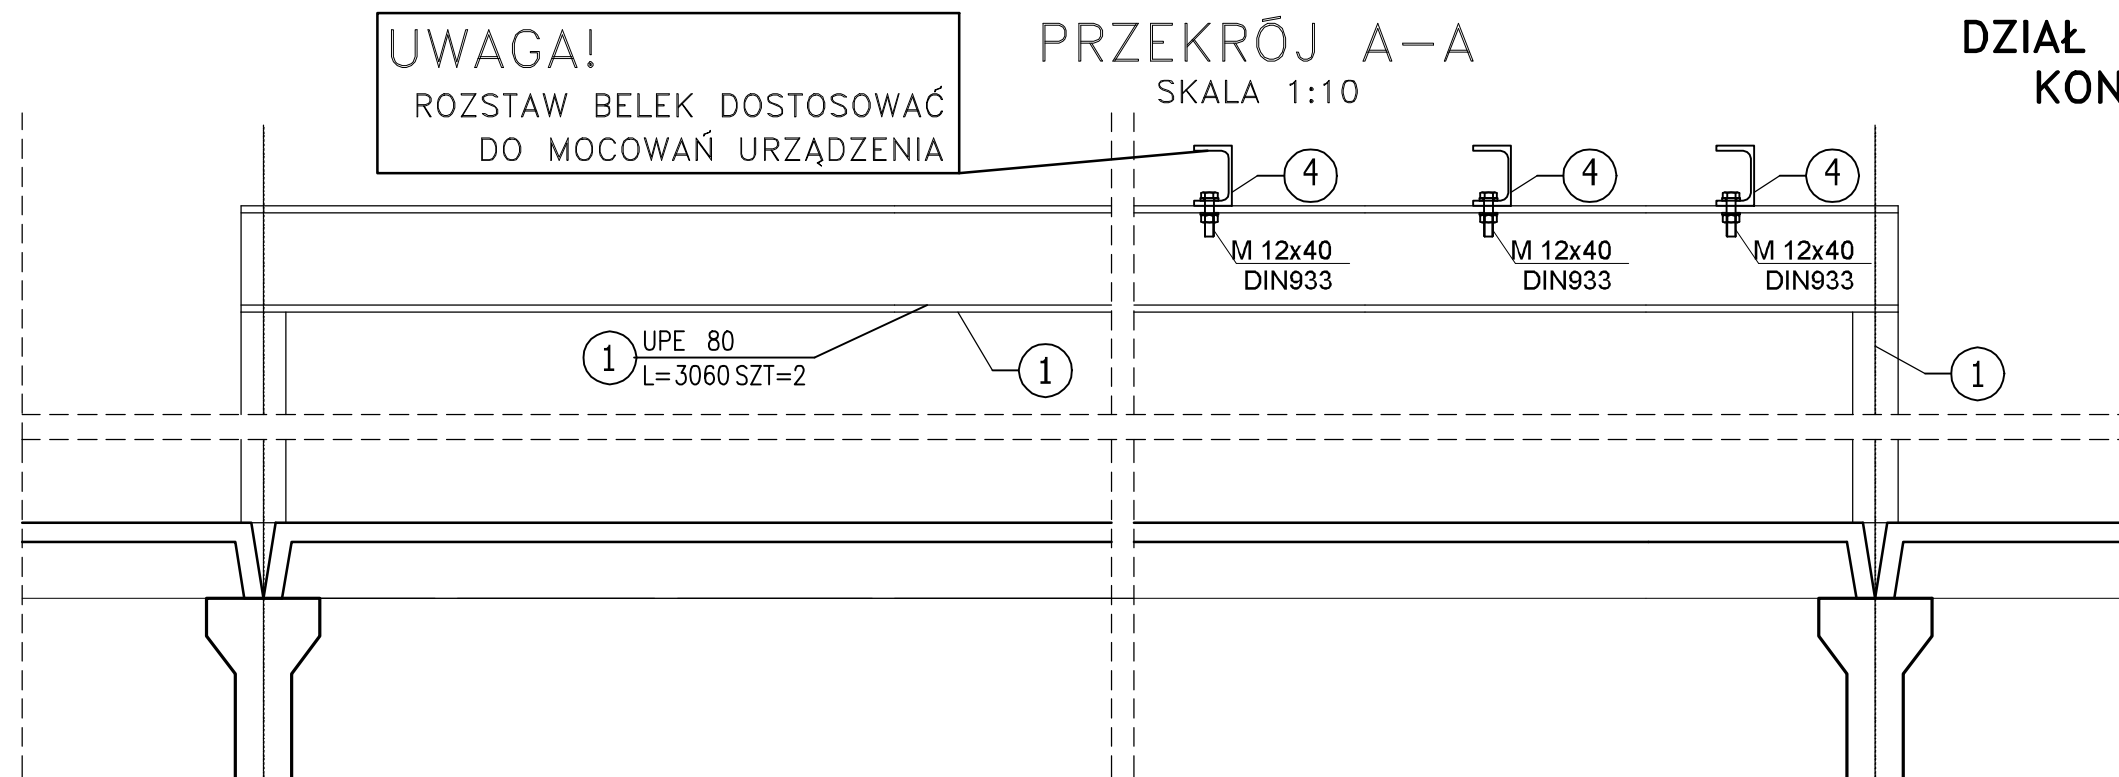 UWAGA!
ROZSTAW BELEK DOSTOSOWAĆ
DO MOCOWAŃ URZĄDZENIA
PRZEKRÓJ A-A
SKALA 1:10
DZIAŁ
KON
4
4
4
M 12x40
DIN933
M 12x40
DIN933
M 12x40
DIN933
1
UPE 80
L=3060 SZT=2
1
1